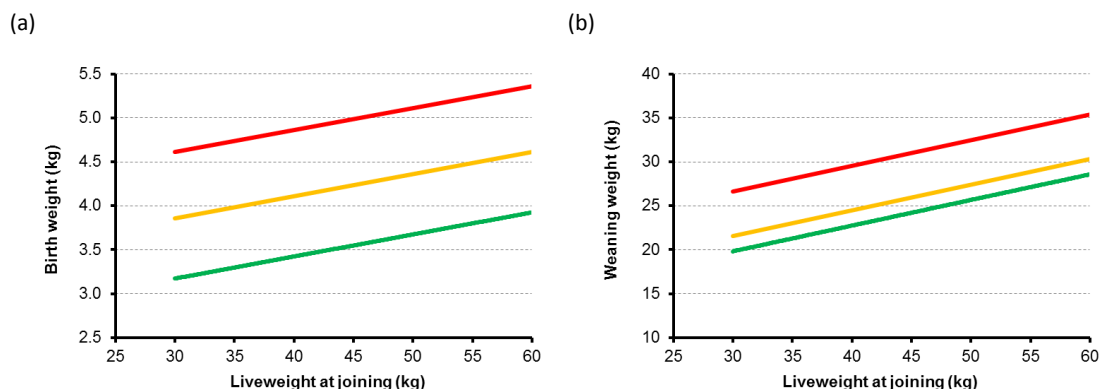 (a)
Birth weight (kg)
5.5
5.0
4.5
4.0
3.5
3.0
2.5
25 30 35 40 45 50 55 60
Liveweight at joining (kg)
(b)
Weaning weight (kg)
40
35
30
25
20
15
10
25 30 35 40 45 50 55 60
Liveweight at joining (kg)